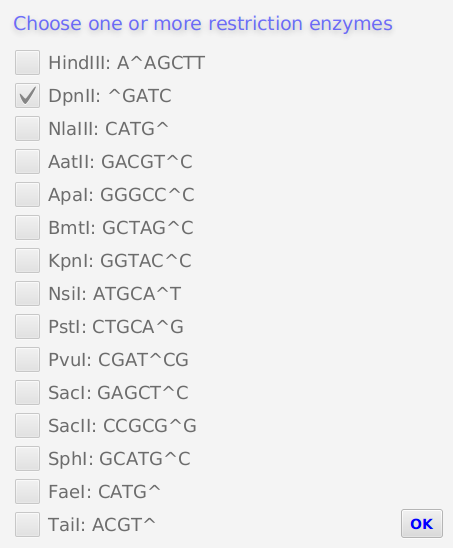 Choose one or more restriction enzymes
HindIII: A^AGCTT
DpnII: ^GATC
NlaIII: CATG^
AatII: GACGT^C
ApaI: GGGCC^C
BmtI: GCTAG^C
KpnI: GGTAC^C
NsiI: ATGCA^T
PstI: CTGCA^G
PvuI: CGAT^CG
SacI: GAGCT^C
SacII: CCGCG^G
SphI: GCATG^C
FaeI: CATG^
TaiI: ACGT^
OK